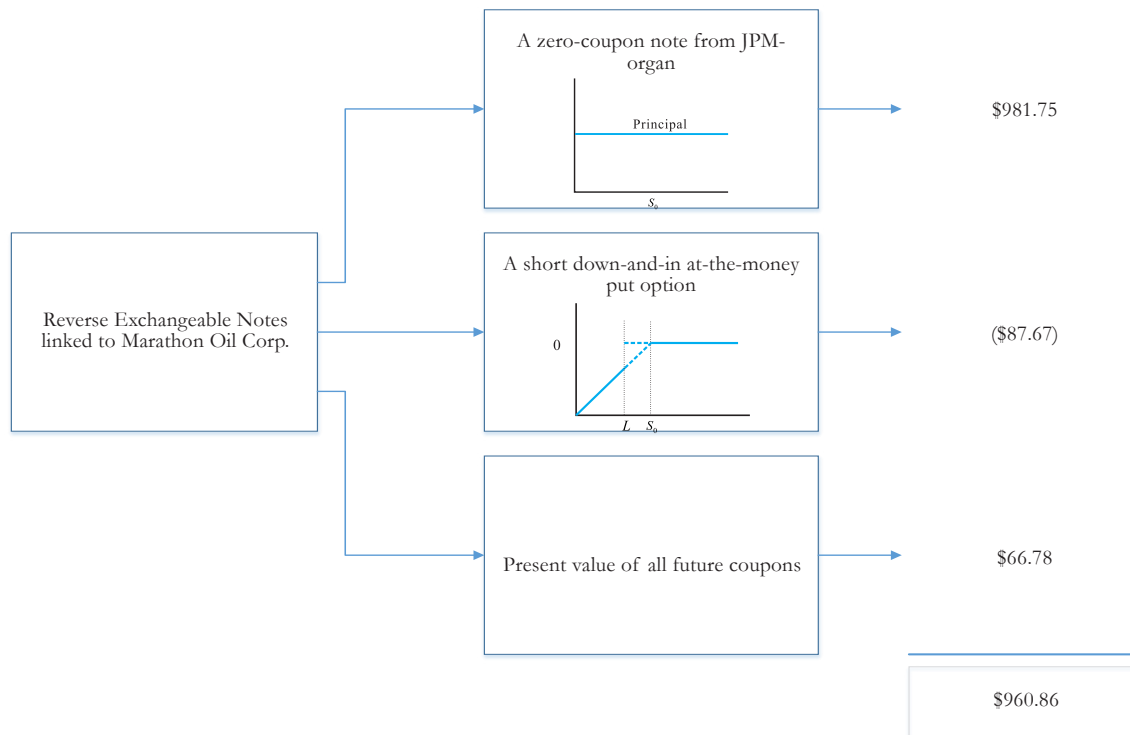 A zero-coupon note from JPM-
organ
Principal
S₀
$981.75
Reverse Exchangeable Notes
linked to Marathon Oil Corp.
A short down-and-in at-the-money
put option
0
L S₀
($87.67)
Present value of all future coupons
$66.78
$960.86